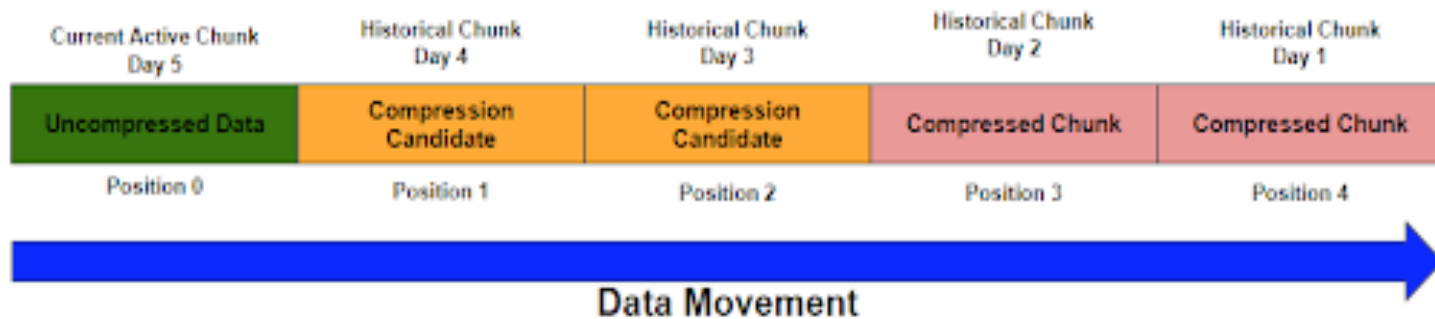 Current Active Chunk
Day 5
Historical Chunk
Day 4
Historical Chunk
Day 3
Historical Chunk
Day 2
Historical Chunk
Day 1
Uncompressed Data
Compression
Candidate
Compression
Candidate
Compressed Chunk
Compressed Chunk
Position 0
Position 1
Position 2
Position 3
Position 4
Data Movement